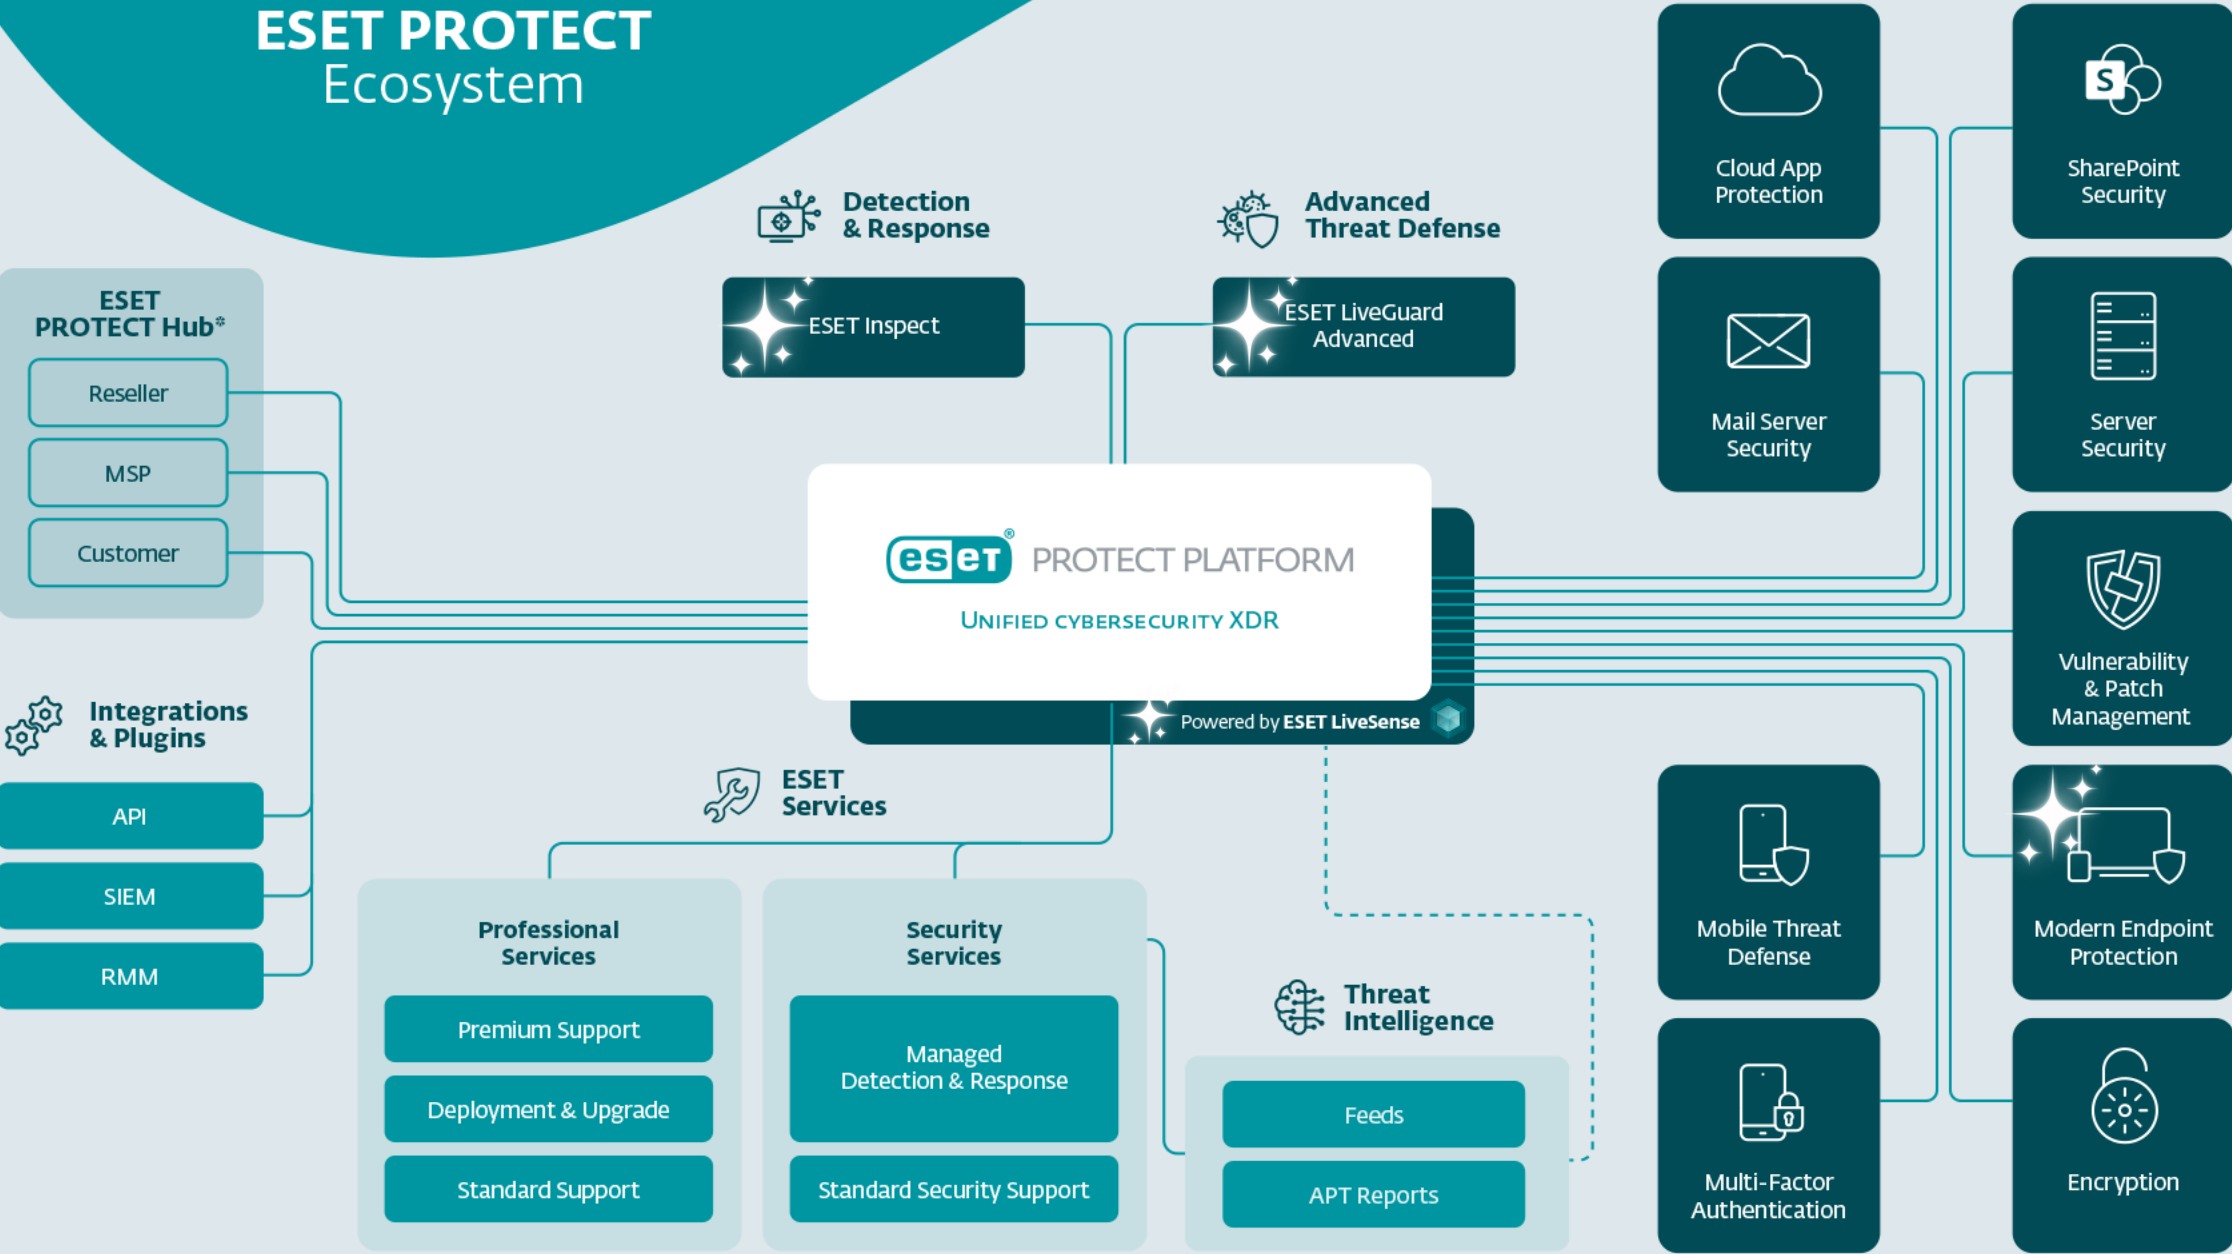 ESET PROTECT
Ecosystem
Detection
& Response
Advanced
Threat Defense
ESET Inspect
ESET LiveGuard
Advanced
ESET
PROTECT Hub*
Reseller
MSP
Customer
eset®
PROTECT PLATFORM
UNIFIED CYBERSECURITY XDR
Powered by ESET LiveSense
Integrations
& Plugins
API
SIEM
RMM
ESET
Services
Professional
Services
Premium Support
Deployment & Upgrade
Standard Support
Security
Services
Managed
Detection & Response
Standard Security Support
Threat
Intelligence
Feeds
APT Reports
Cloud App
Protection
S
SharePoint
Security
Mail Server
Security
Server
Security
Vulnerability
& Patch
Management
Mobile Threat
Defense
Modern Endpoint
Protection
Multi-Factor
Authentication
Encryption